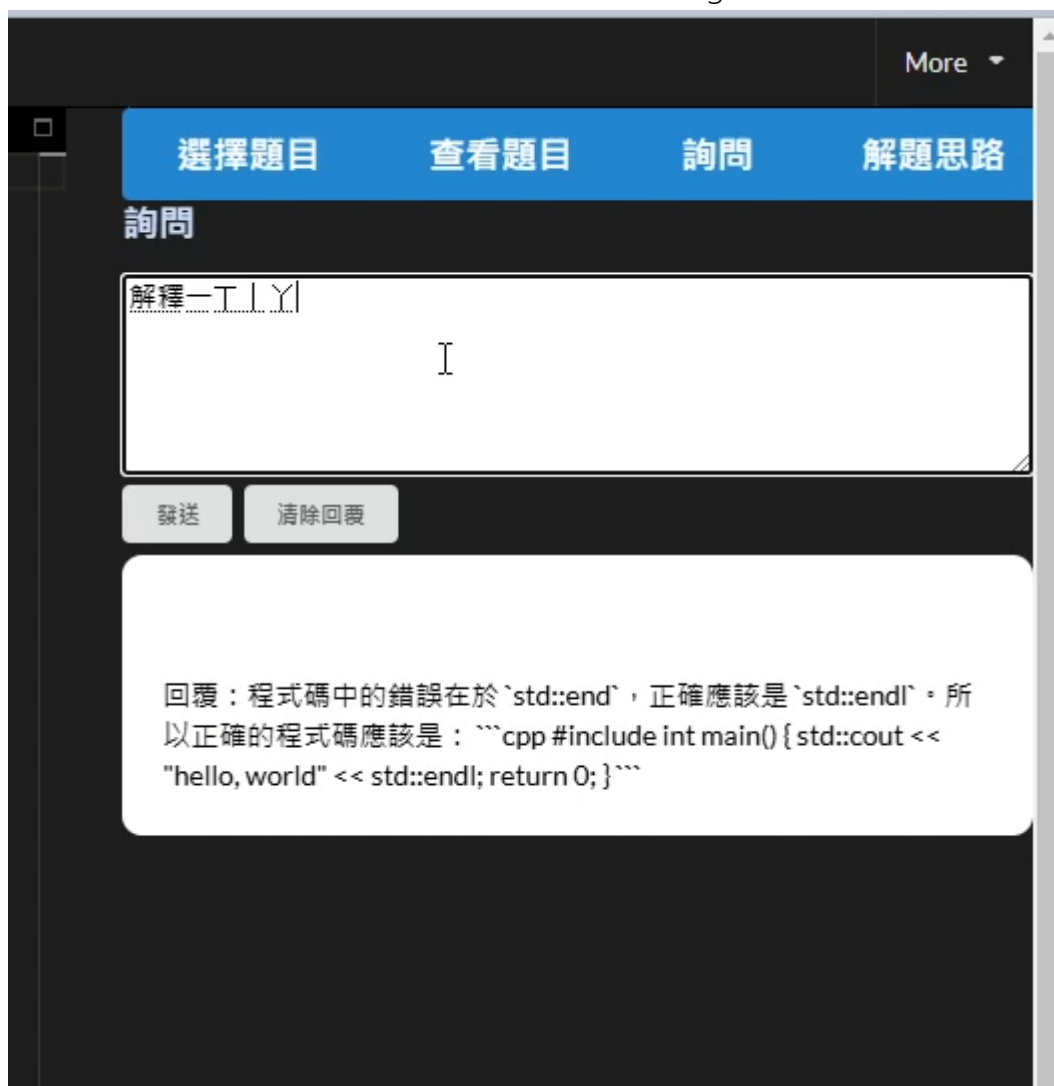 More
選擇題目 查看題目 詢問 解題思路
詢問
解釋一ㄒㄧㄚ
發送 清除回覆
回覆：程式碼中的錯誤在於`std::end`，正確應該是`std::endl`。所
以正確的程式碼應該是： ```cpp #include int main() { std::cout <<
"hello, world" << std::endl; return 0; } ```